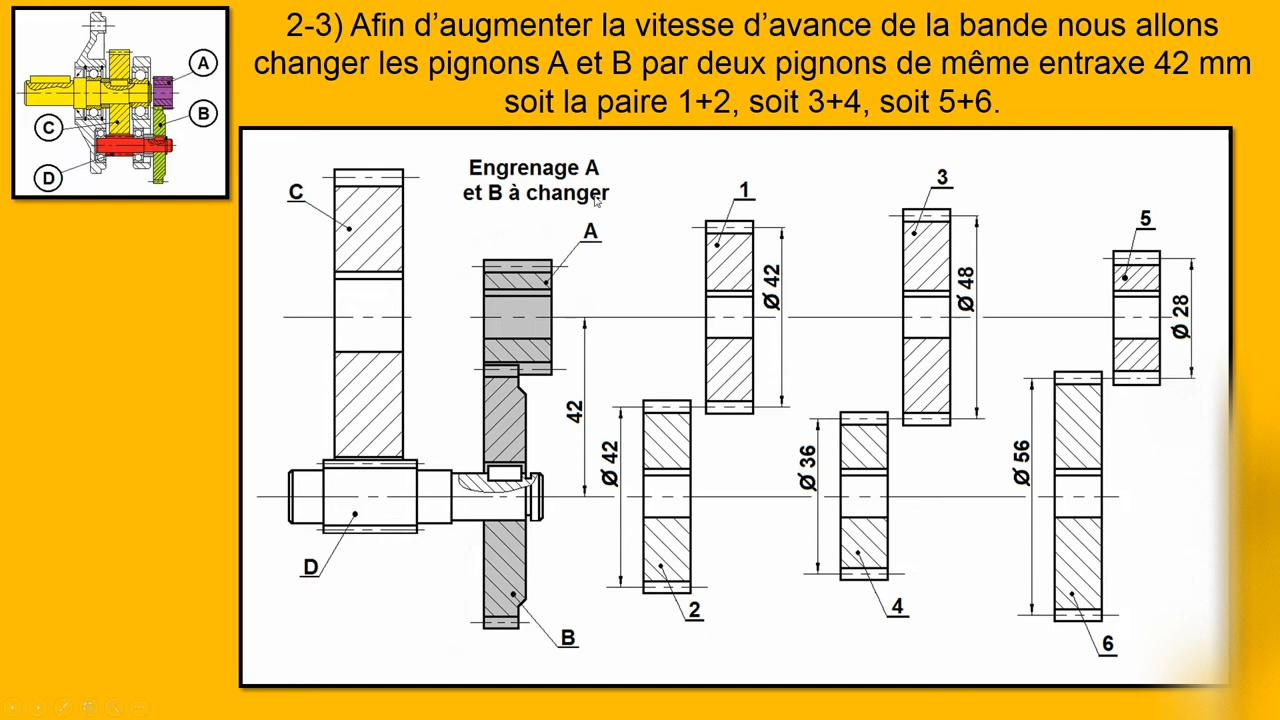 2-3) Afin d’augmenter la vitesse d’avance de la bande nous allons
changer les pignons A et B par deux pignons de même entraxe 42 mm
soit la paire 1+2, soit 3+4, soit 5+6.
A
B
C
D
Engrenage A
et B à changer
C
A
1
3
5
Ø 42
Ø 48
Ø 28
42
Ø 42
Ø 36
Ø 56
D
B
2
4
6